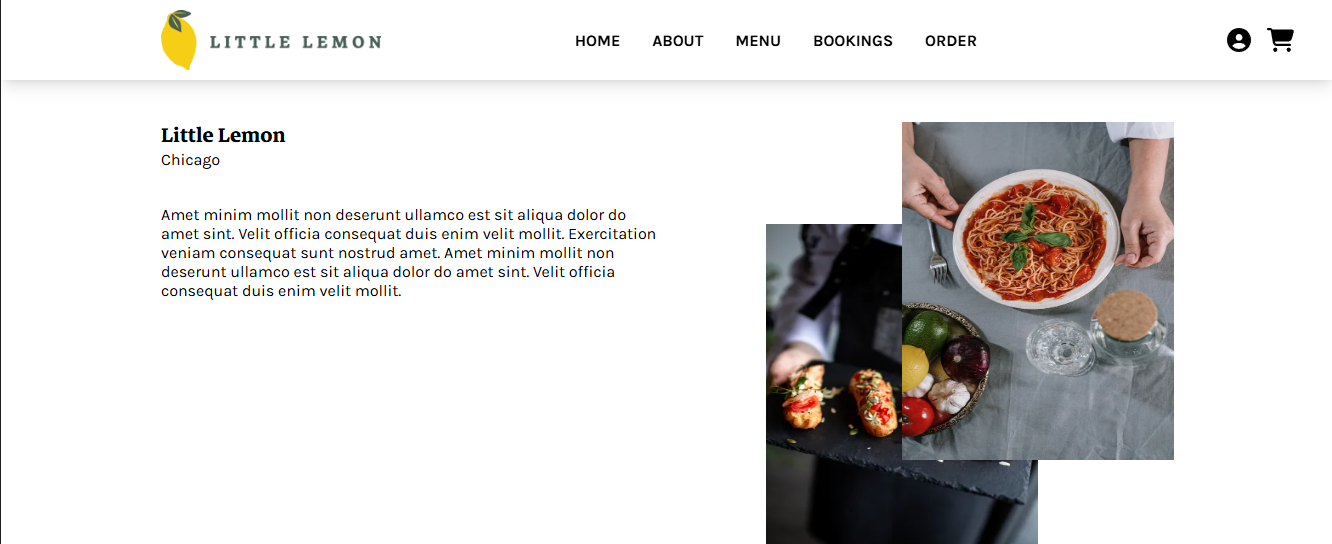 LITTLE LEMON
HOME ABOUT MENU BOOKINGS ORDER
Little Lemon
Chicago
Amet minim mollit non deserunt ullamco est sit aliqua dolor do
amet sint. Velit officia consequat duis enim velit mollit. Exercitation
veniam consequat sunt nostrud amet. Amet minim mollit non
deserunt ullamco est sit aliqua dolor do amet sint. Velit officia
consequat duis enim velit mollit.